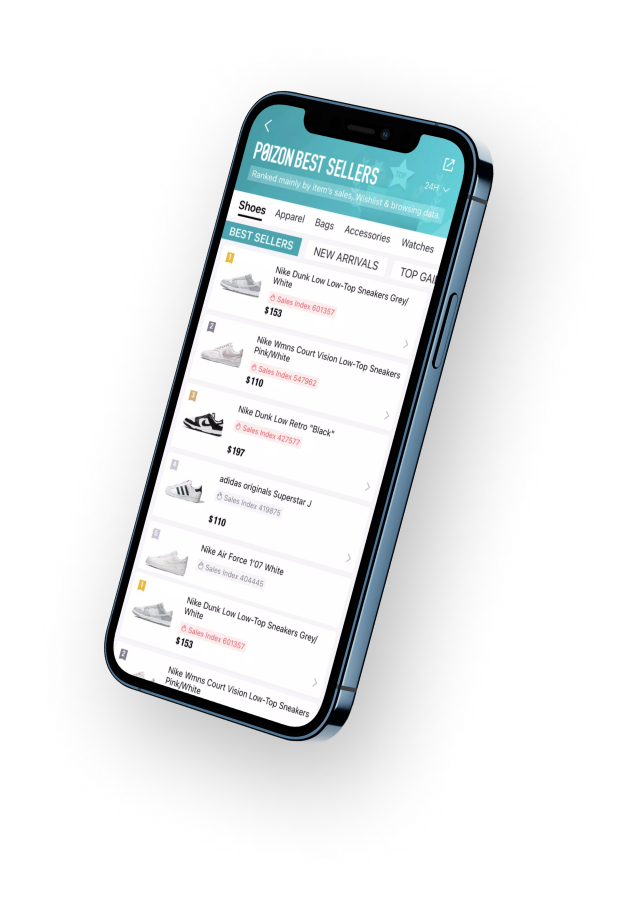 POIZON BEST SELLERS
24H
Ranked mainly by item's sales, Wishlist & browsing data.
Shoes Apparel Bags Accessories Watches
BEST SELLERS NEW ARRIVALS TOP GAI
1
Nike Dunk Low Low-Top Sneakers Grey/
White
Sales Index 601357
$153
2
Nike Wmns Court Vision Low-Top Sneakers
Pink/White
Sales Index 547962
$110
3
Nike Dunk Low Retro "Black"
Sales Index 427577
$197
4
adidas originals Superstar J
Sales Index 419875
$110
5
Nike Air Force 1'07 White
Sales Index 404445
1
Nike Dunk Low Low-Top Sneakers Grey/
White
Sales Index 601357
$153
2
Nike Wmns Court Vision Low-Top Sneakers
Pink/White